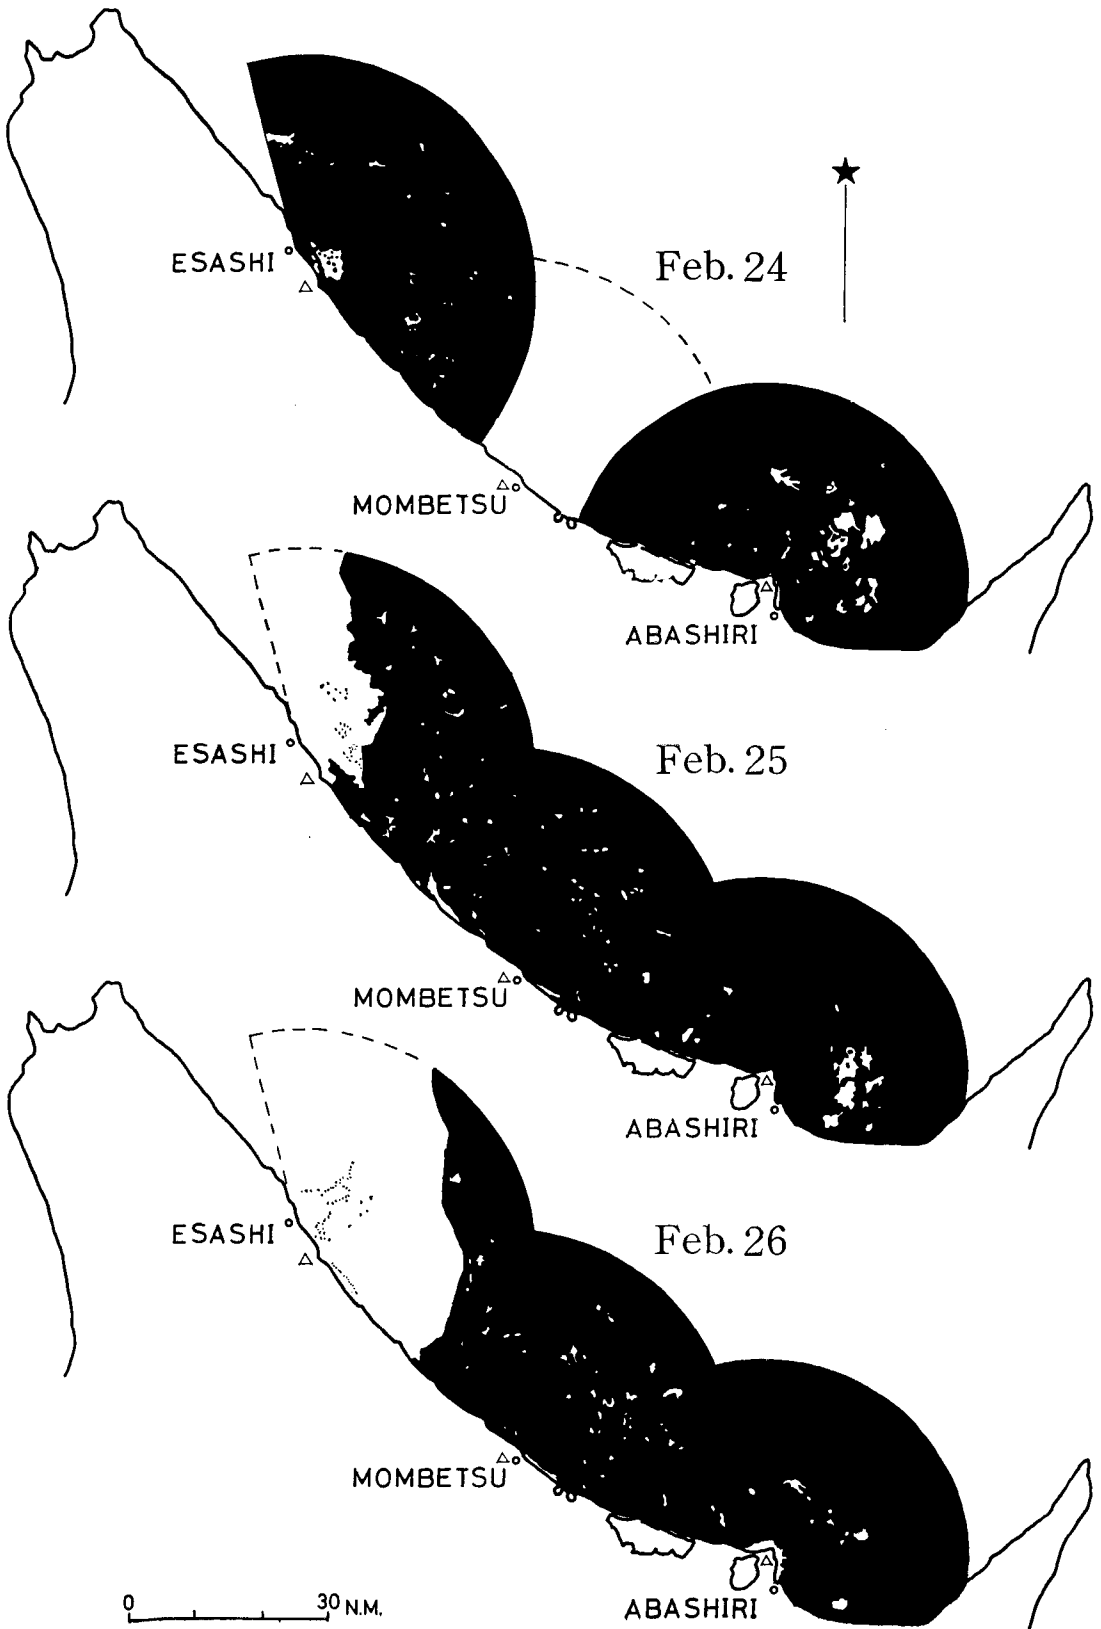 Feb. 24
ESASHI
MOMBETSU
ABASHIRI
Feb. 25
ESASHI
MOMBETSU
ABASHIRI
Feb. 26
ESASHI
MOMBETSU
ABASHIRI
0 30 N.M.